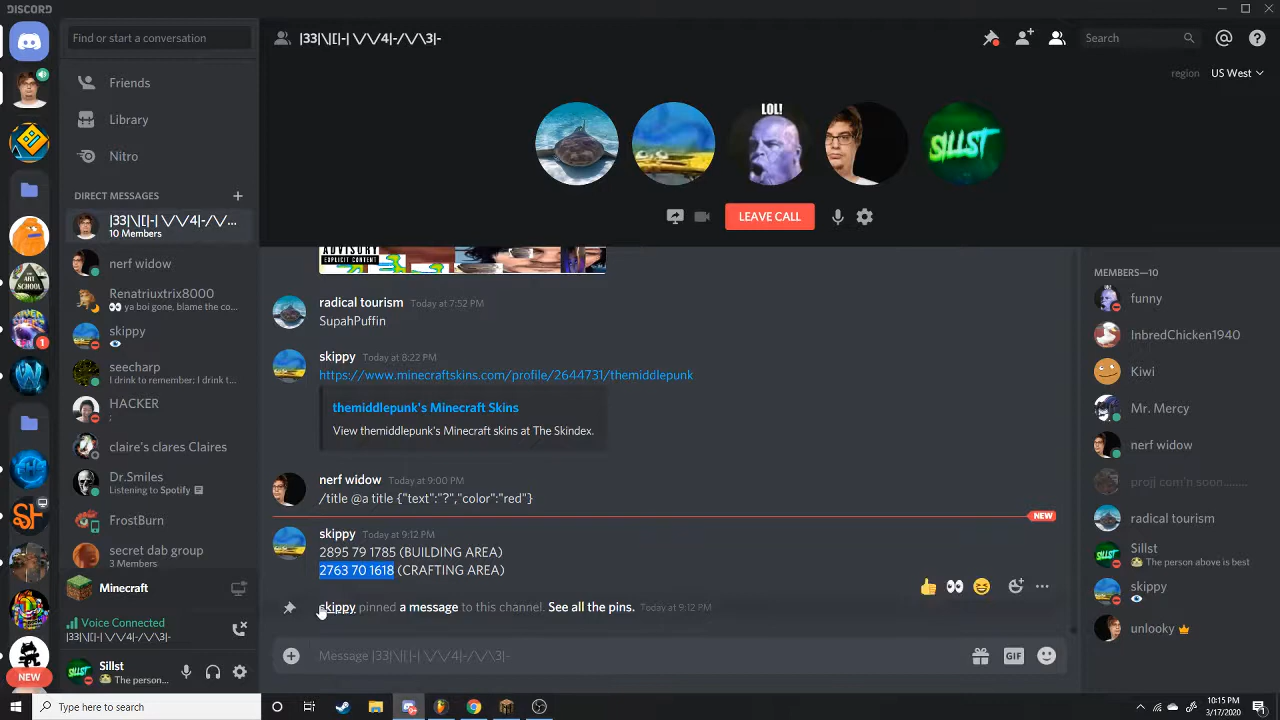 DISCORD
Find or start a conversation
|33|\|[|-| \/\/4|-/\/\3|-
Search
region US West
Friends
Library
Nitro
DIRECT MESSAGES
|33|\|[|-| \/\/4|-/\/...
10 Members
nerf widow
Renatriuxtrix8000
ya boi gone, blame the co...
skippy
seecharp
I drink to remember; I drink t...
HACKER
;
claire's clares Claires
Dr.Smiles
Listening to Spotify
FrostBurn
secret dab group
3 Members
Minecraft
Voice Connected
|33|\|[|-| \/\/4|-/\/\3|-
Sillst
The person...
NEW
1
LOL!
SILLST
LEAVE CALL
ADVISORY
EXPLICIT CONTENT
radical tourism Today at 7:52 PM
SupahPuffin
skippy Today at 8:22 PM
https://www.minecraftskins.com/profile/2644731/themiddlepunk
themiddlepunk's Minecraft Skins
View themiddlepunk's Minecraft skins at The Skindex.
nerf widow Today at 9:00 PM
/title @a title {"text":"?","color":"red"}
NEW
skippy Today at 9:12 PM
2895 79 1785 (BUILDING AREA)
2763 70 1618 (CRAFTING AREA)
skippy pinned a message to this channel. See all the pins. Today at 9:12 PM
Message |33|\|[|-| \/\/4|-/\/\3|-
GIF
MEMBERS—10
funny
InbredChicken1940
Kiwi
Mr. Mercy
nerf widow
projj com'n soon........
radical tourism
Sillst
The person above is best
skippy
unlooky
Type here to search
10:15 PM
3/17/2020